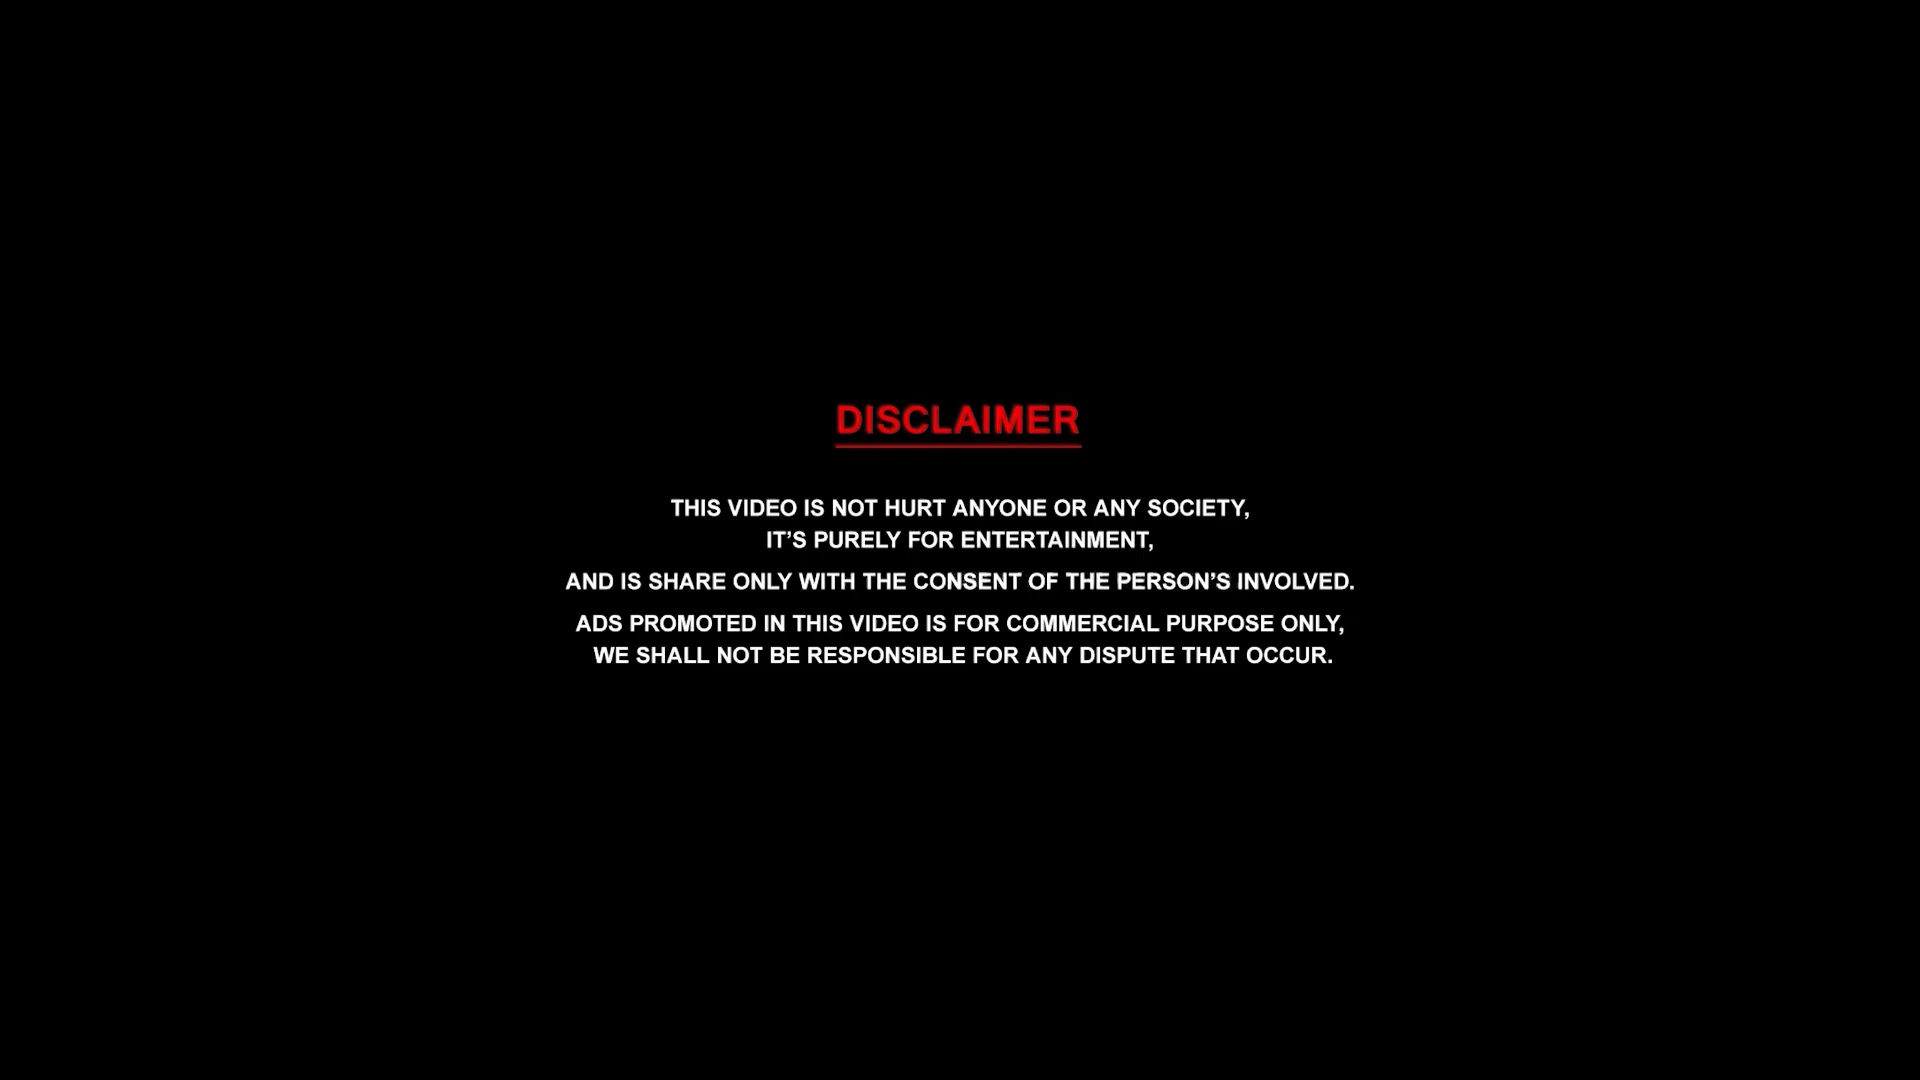 DISCLAIMER
THIS VIDEO IS NOT HURT ANYONE OR ANY SOCIETY,
IT’S PURELY FOR ENTERTAINMENT,
AND IS SHARE ONLY WITH THE CONSENT OF THE PERSON’S INVOLVED.
ADS PROMOTED IN THIS VIDEO IS FOR COMMERCIAL PURPOSE ONLY,
WE SHALL NOT BE RESPONSIBLE FOR ANY DISPUTE THAT OCCUR.